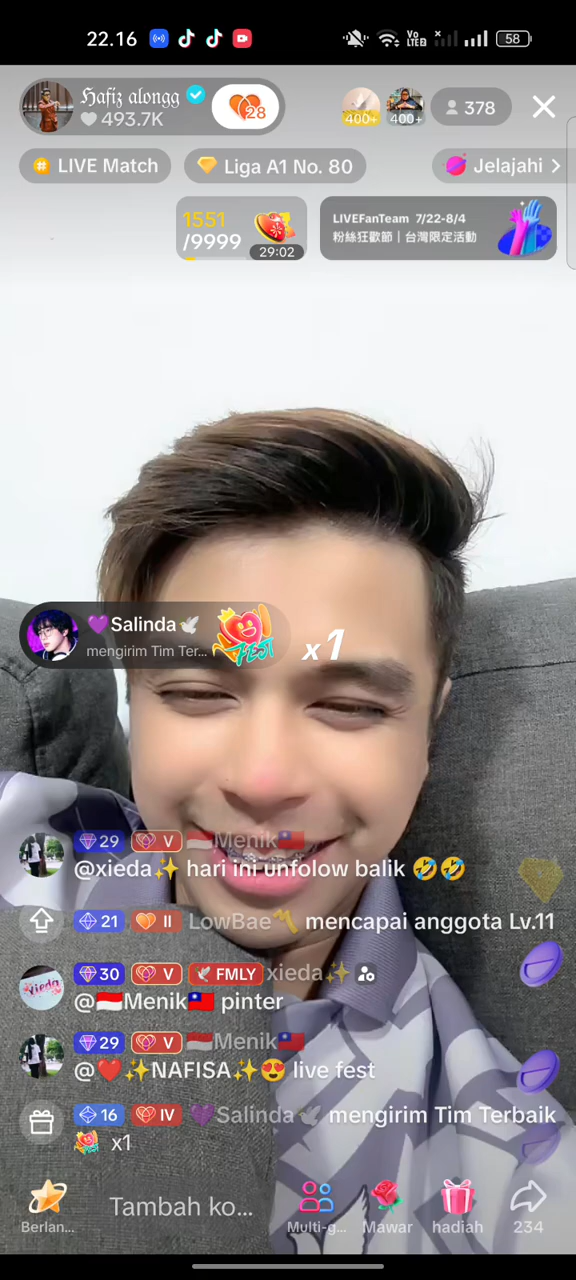 22.16
Vo
LTE2
58
Hafiz alongg
493.7K
28
400+
400+
378
LIVE Match
Liga A1 No. 80
Jelajahi
1551
/9999
29:02
LIVEFanTeam 7/22-8/4
粉絲狂歡節｜台灣限定活動
💜Salinda🕊
mengirim Tim Ter...
FEST
x1
29 V 🇮🇩Menik🇹🇼
@xieda✨ hari ini unfolow balik 🤣🤣
21 II LowBae〽️ mencapai anggota Lv.11
30 V FMLY xieda✨
@🇮🇩Menik🇹🇼 pinter
29 V 🇮🇩Menik🇹🇼
@❤️✨NAFISA✨😍 live fest
16 IV 💜Salinda🕊 mengirim Tim Terbaik
x1
Tambah ko...
Berlan...
Multi-g...
Mawar
hadiah
234